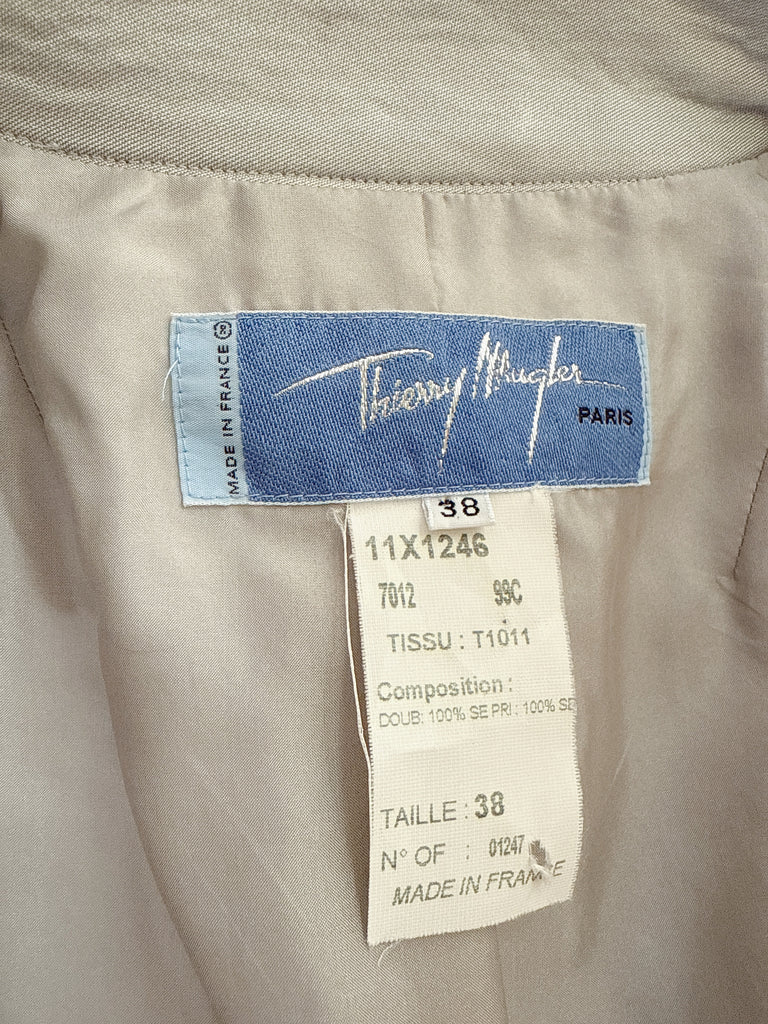 MADE IN FRANCE
Thierry Mugler
PARIS
38
11X1246
7012 99C
TISSU : T1011
Composition :
DOUB: 100% SE PRI : 100% SE
TAILLE : 38
N° OF : 01247
MADE IN FRANCE